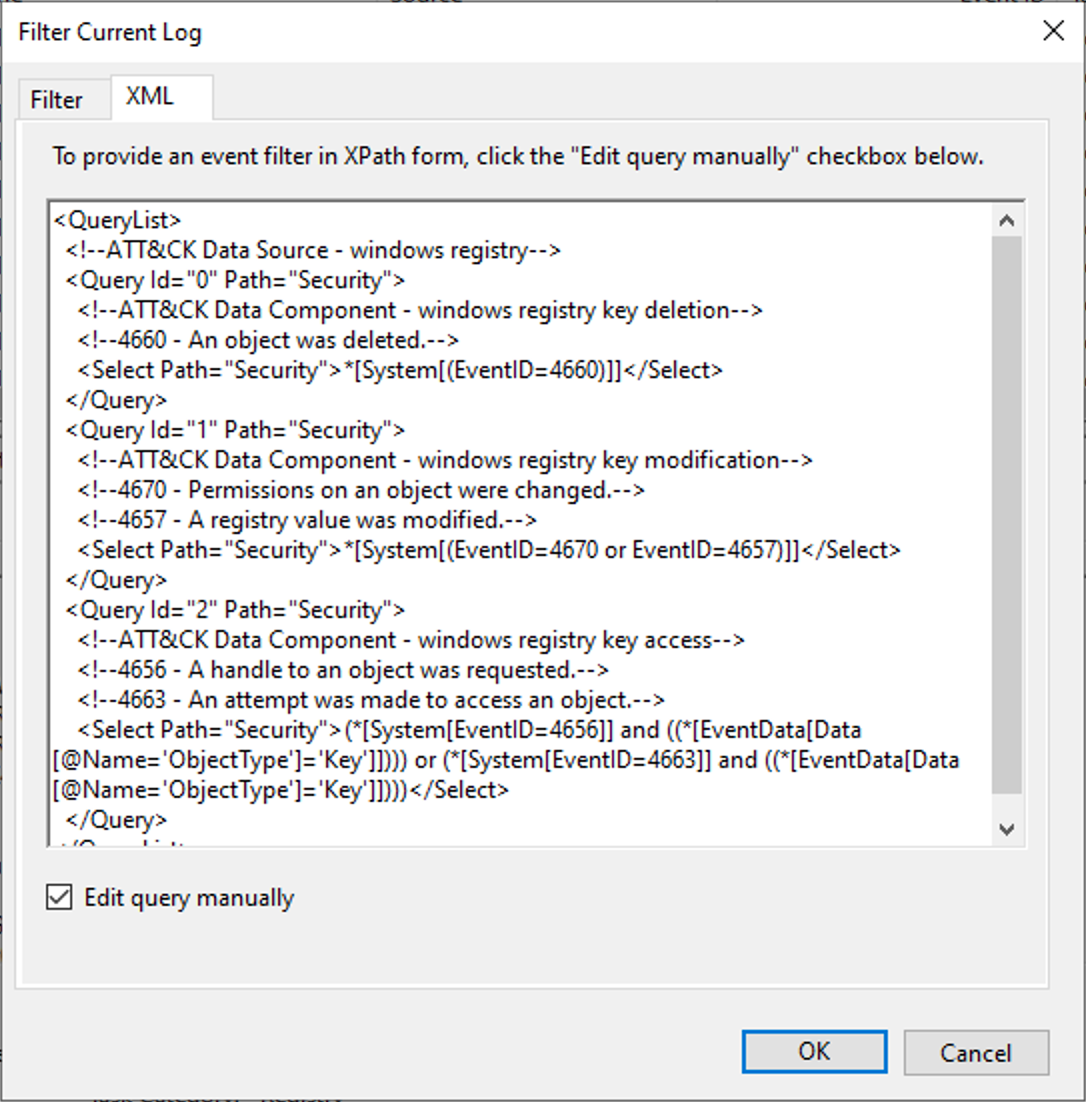 Filter Current Log
Filter
XML
To provide an event filter in XPath form, click the "Edit query manually" checkbox below.
<QueryList>
<!--ATT&CK Data Source - windows registry-->
<Query Id="0" Path="Security">
<!--ATT&CK Data Component - windows registry key deletion-->
<!--4660 - An object was deleted.-->
<Select Path="Security">*[System[(EventID=4660)]]</Select>
</Query>
<Query Id="1" Path="Security">
<!--ATT&CK Data Component - windows registry key modification-->
<!--4670 - Permissions on an object were changed.-->
<!--4657 - A registry value was modified.-->
<Select Path="Security">*[System[(EventID=4670 or EventID=4657)]]</Select>
</Query>
<Query Id="2" Path="Security">
<!--ATT&CK Data Component - windows registry key access-->
<!--4656 - A handle to an object was requested.-->
<!--4663 - An attempt was made to access an object.-->
<Select Path="Security">(*[System[EventID=4656]] and ((*[EventData[Data
[@Name='ObjectType']='Key']]))) or (*[System[EventID=4663]] and ((*[EventData[Data
[@Name='ObjectType']='Key']])))</Select>
</Query>
Edit query manually
OK
Cancel